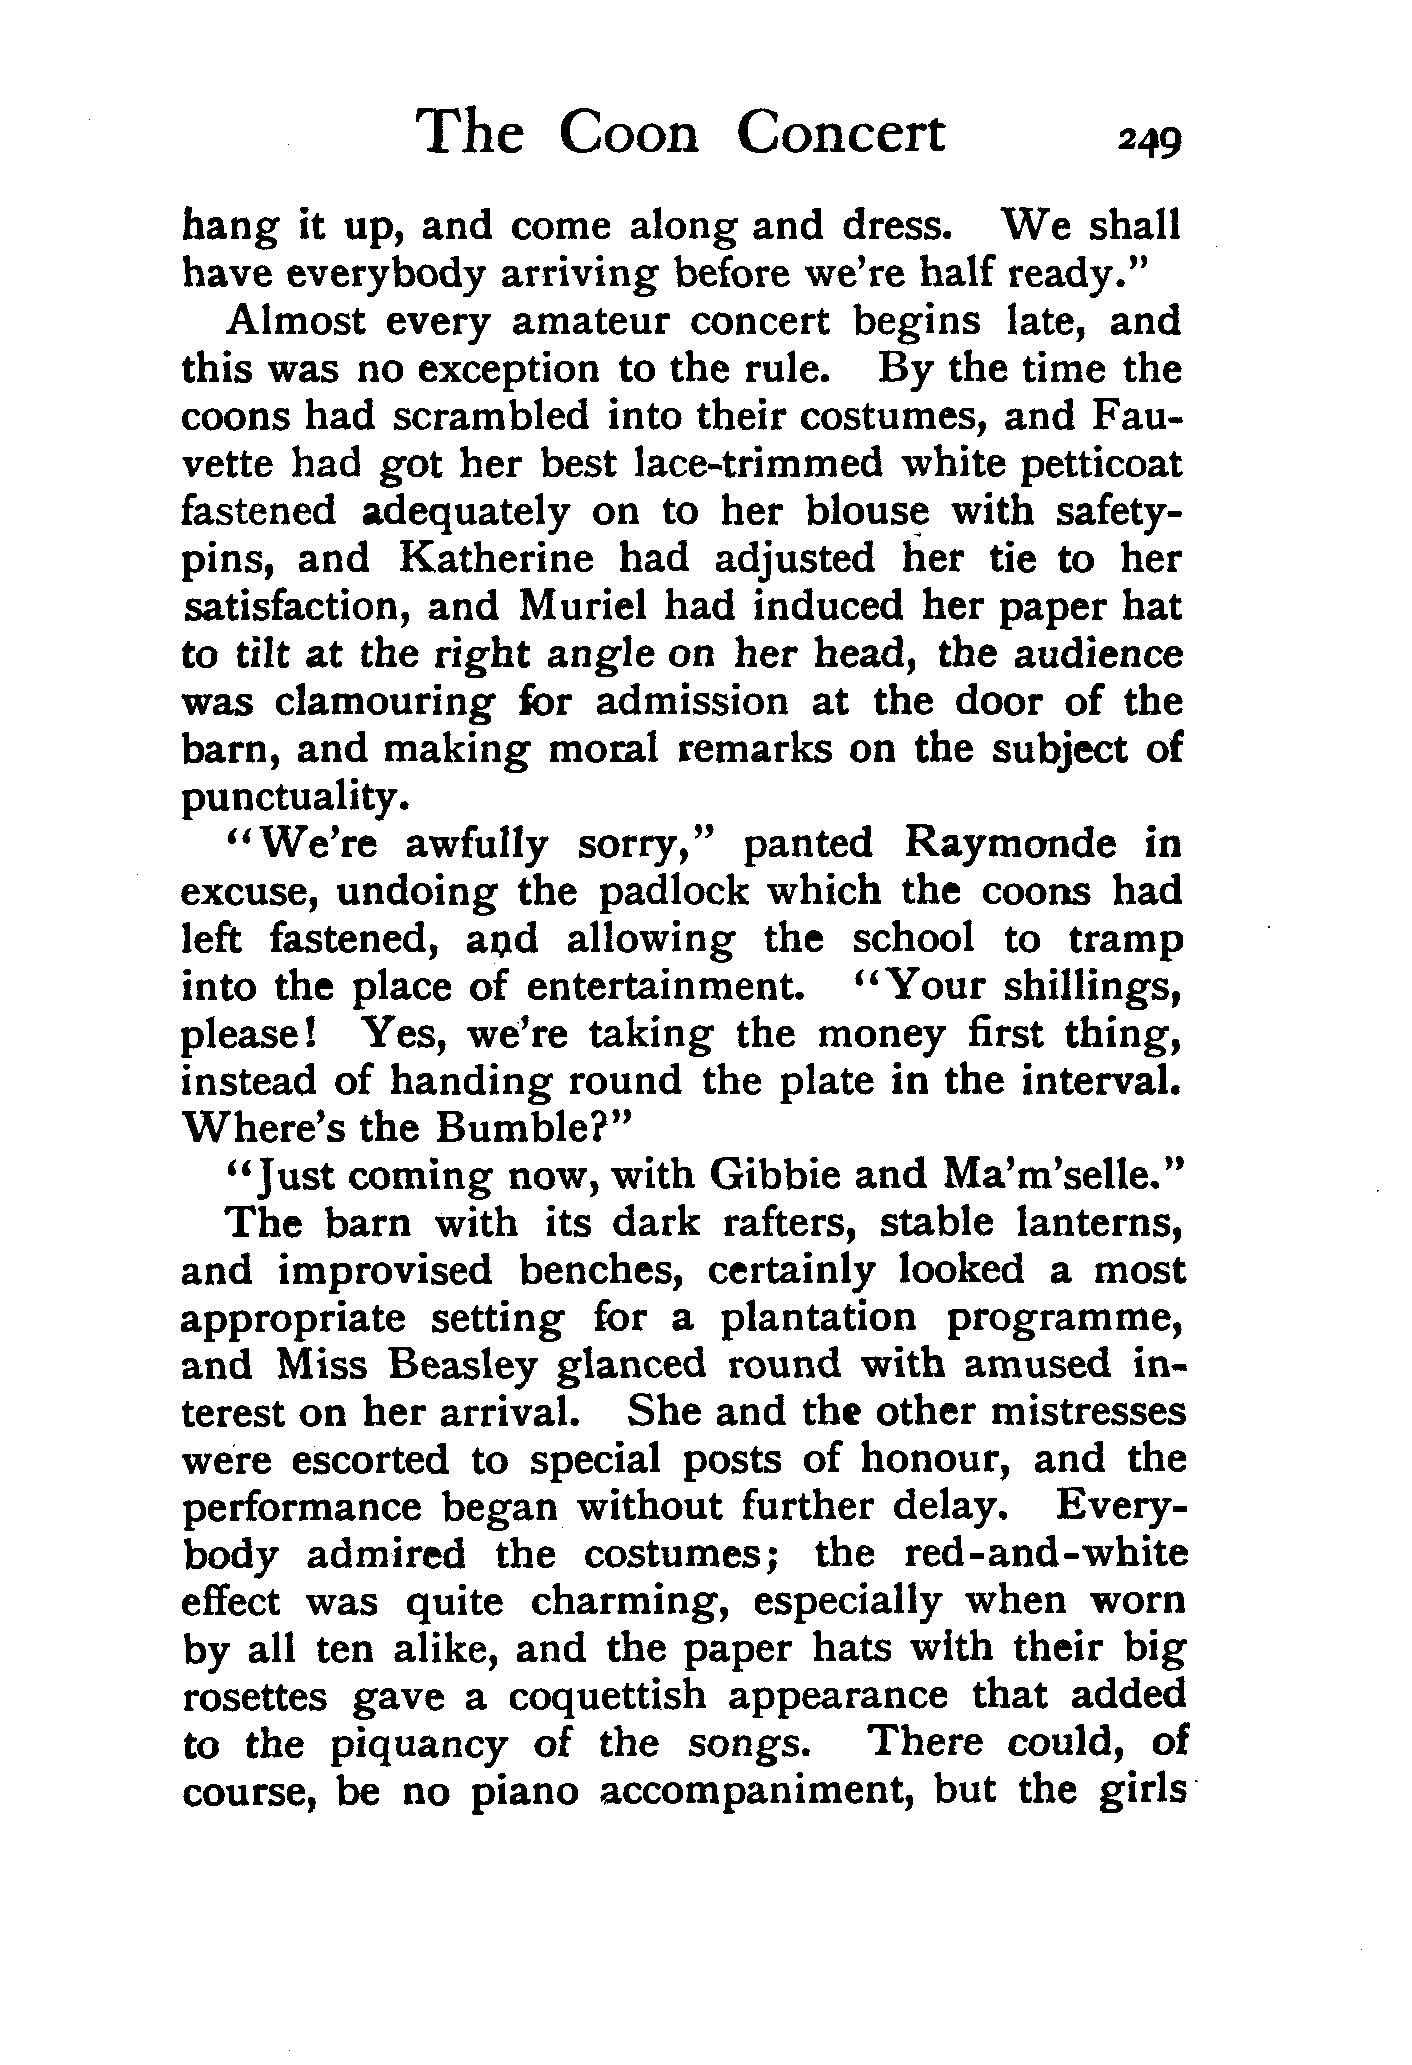 The Coon Concert 249
hang it up, and come along and dress. We shall
have everybody arriving before we're half ready."
Almost every amateur concert begins late, and
this was no exception to the rule. By the time the
coons had scrambled into their costumes, and Fau-
vette had got her best lace-trimmed white petticoat
fastened adequately on to her blouse with safety-
pins, and Katherine had adjusted her tie to her
satisfaction, and Muriel had induced her paper hat
to tilt at the right angle on her head, the audience
was clamouring for admission at the door of the
barn, and making moral remarks on the subject of
punctuality.
"We're awfully sorry," panted Raymonde in
excuse, undoing the padlock which the coons had
left fastened, and allowing the school to tramp
into the place of entertainment. "Your shillings,
please! Yes, we're taking the money first thing,
instead of handing round the plate in the interval.
Where's the Bumble?"
"Just coming now, with Gibbie and Ma'm'selle."
The barn with its dark rafters, stable lanterns,
and improvised benches, certainly looked a most
appropriate setting for a plantation programme,
and Miss Beasley glanced round with amused in-
terest on her arrival. She and the other mistresses
were escorted to special posts of honour, and the
performance began without further delay. Every-
body admired the costumes; the red-and-white
effect was quite charming, especially when worn
by all ten alike, and the paper hats with their big
rosettes gave a coquettish appearance that added
to the piquancy of the songs. There could, of
course, be no piano accompaniment, but the girls